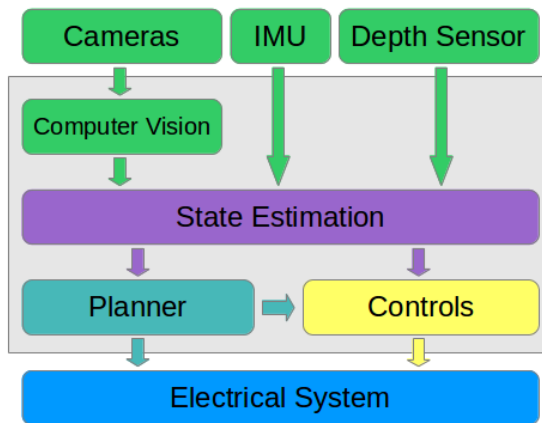 Cameras
IMU
Depth Sensor
Computer Vision
State Estimation
Planner
Controls
Electrical System